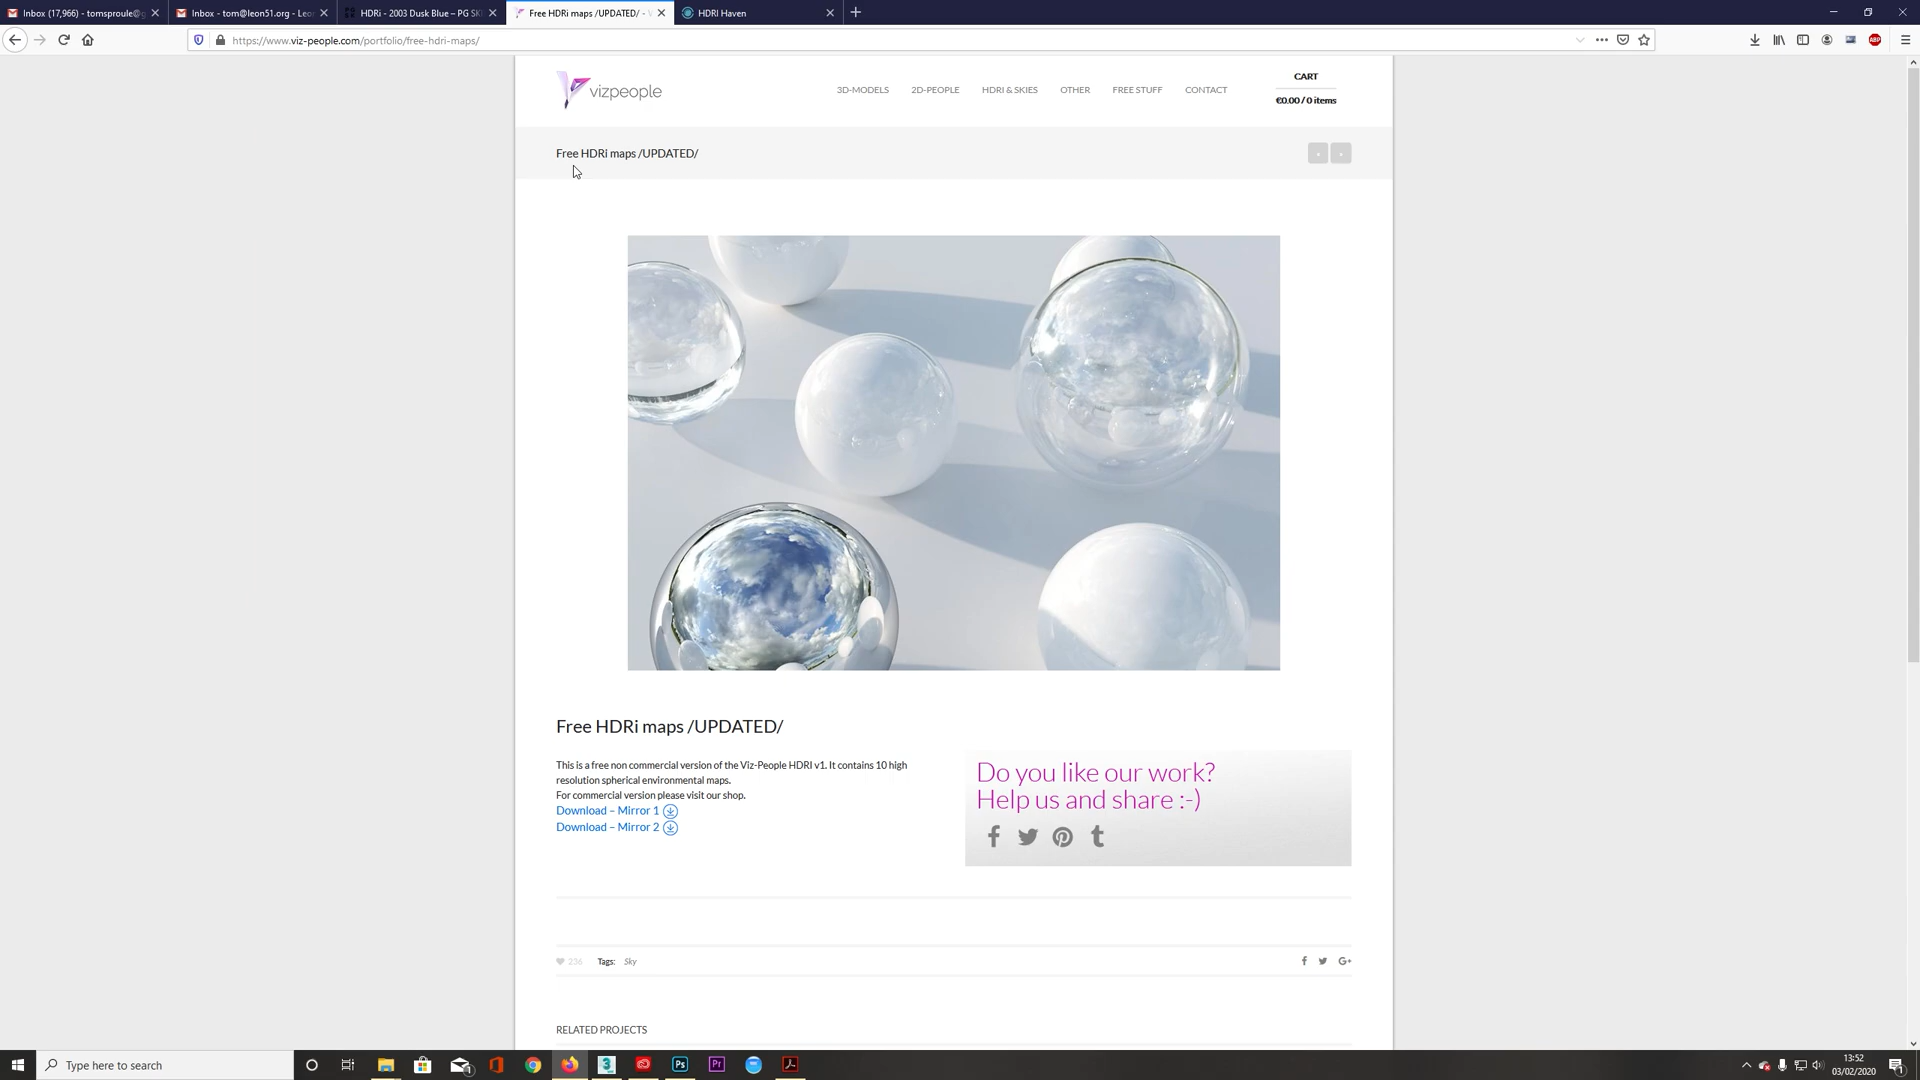 Inbox (17,966) - tomsproule@g
Inbox - tom@leon51.org - Leo
HDRi - 2003 Dusk Blue – PG SK
Free HDRi maps /UPDATED/ - V
HDRI Haven
https://www.viz-people.com/portfolio/free-hdri-maps/
ABP
vizpeople
3D-MODELS
2D-PEOPLE
HDRI & SKIES
OTHER
FREE STUFF
CONTACT
CART
€0.00 / 0 items
Free HDRi maps /UPDATED/
Free HDRi maps /UPDATED/
This is a free non commercial version of the Viz-People HDRI v1. It contains 10 high
resolution spherical environmental maps.
For commercial version please visit our shop.
Download – Mirror 1
Download – Mirror 2
Do you like our work?
Help us and share :-)
236
Tags: Sky
G+
RELATED PROJECTS
Type here to search
Ps
Pr
13:52
03/02/2020